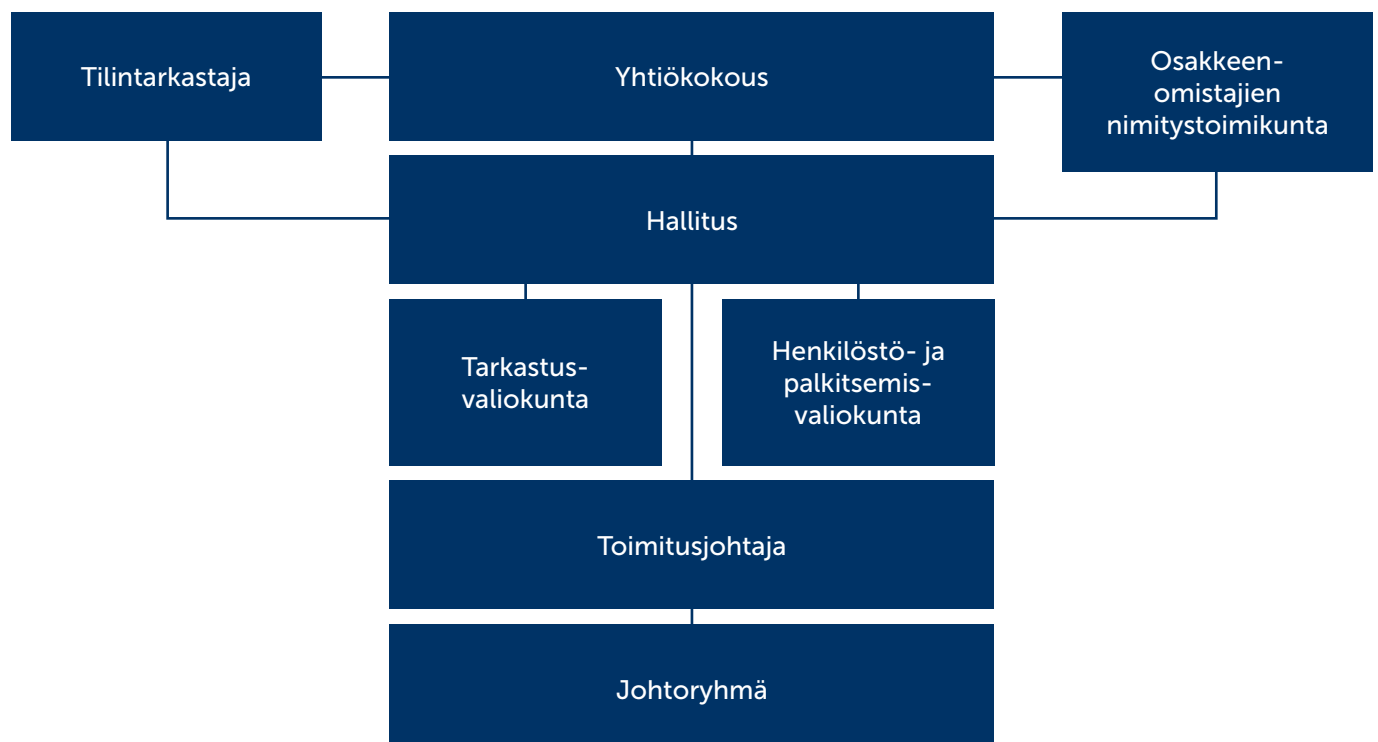 Tilintarkastaja
Yhtiökokous
Osakkeen-
omistajien
nimitystoimikunta
Hallitus
Tarkastus-
valiokunta
Henkilöstö- ja
palkitsemis-
valiokunta
Toimitusjohtaja
Johtoryhmä